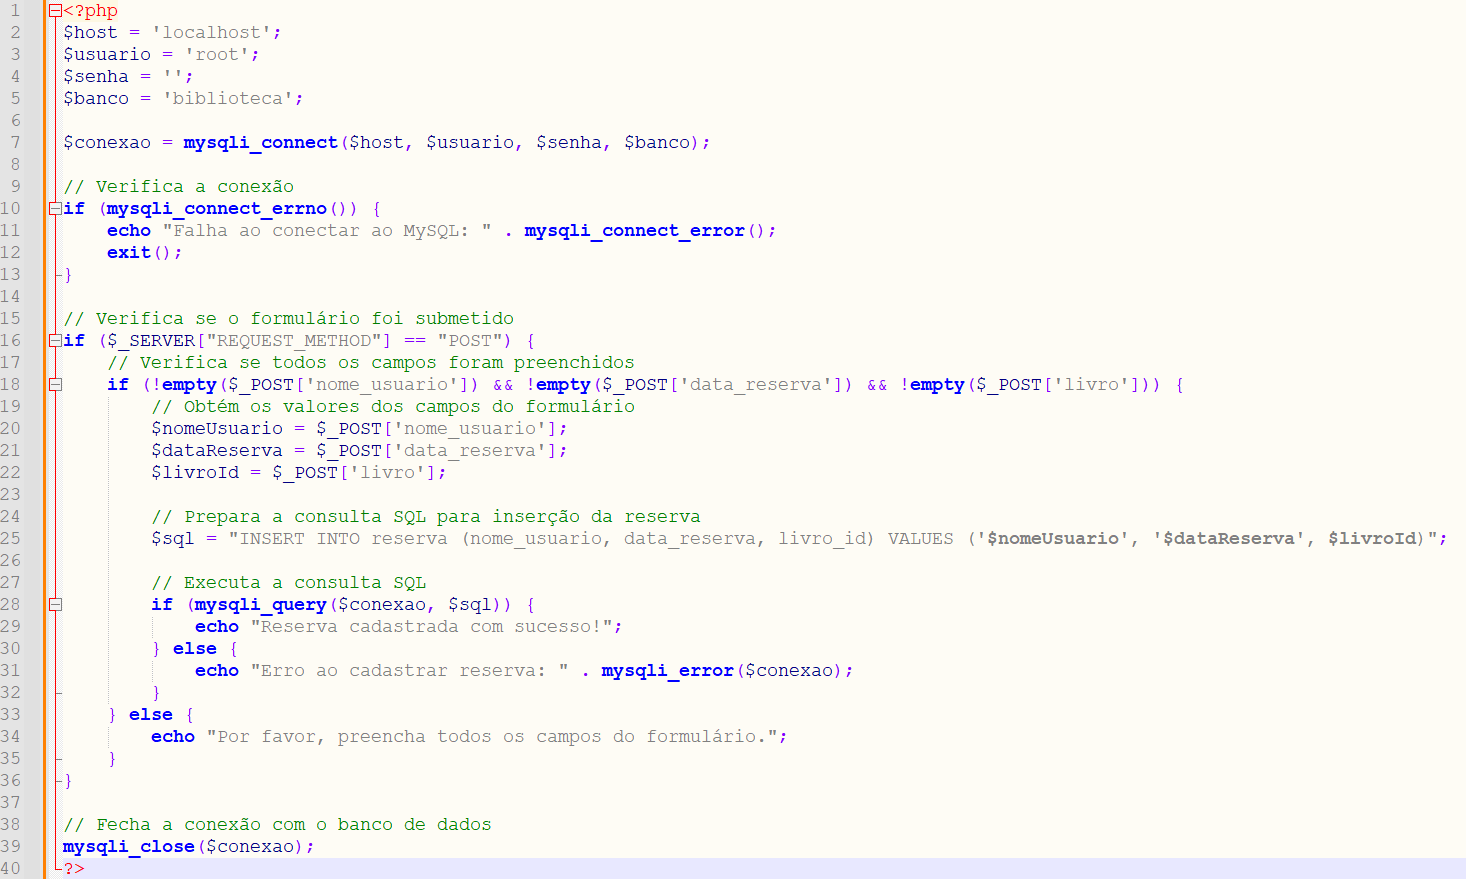 1 <?php
2 $host = 'localhost';
3 $usuario = 'root';
4 $senha = '';
5 $banco = 'biblioteca';
6
7 $conexao = mysqli_connect($host, $usuario, $senha, $banco);
8
9 // Verifica a conexão
10 if (mysqli_connect_errno()) {
11     echo "Falha ao conectar ao MySQL: " . mysqli_connect_error();
12     exit();
13 }
14
15 // Verifica se o formulário foi submetido
16 if ($_SERVER["REQUEST_METHOD"] == "POST") {
17     // Verifica se todos os campos foram preenchidos
18     if (!empty($_POST['nome_usuario']) && !empty($_POST['data_reserva']) && !empty($_POST['livro'])) {
19         // Obtém os valores dos campos do formulário
20         $nomeUsuario = $_POST['nome_usuario'];
21         $dataReserva = $_POST['data_reserva'];
22         $livroId = $_POST['livro'];
23
24         // Prepara a consulta SQL para inserção da reserva
25         $sql = "INSERT INTO reserva (nome_usuario, data_reserva, livro_id) VALUES ('$nomeUsuario', '$dataReserva', $livroId)";
26
27         // Executa a consulta SQL
28         if (mysqli_query($conexao, $sql)) {
29             echo "Reserva cadastrada com sucesso!";
30         } else {
31             echo "Erro ao cadastrar reserva: " . mysqli_error($conexao);
32         }
33     } else {
34         echo "Por favor, preencha todos os campos do formulário.";
35     }
36 }
37
38 // Fecha a conexão com o banco de dados
39 mysqli_close($conexao);
40 ?>